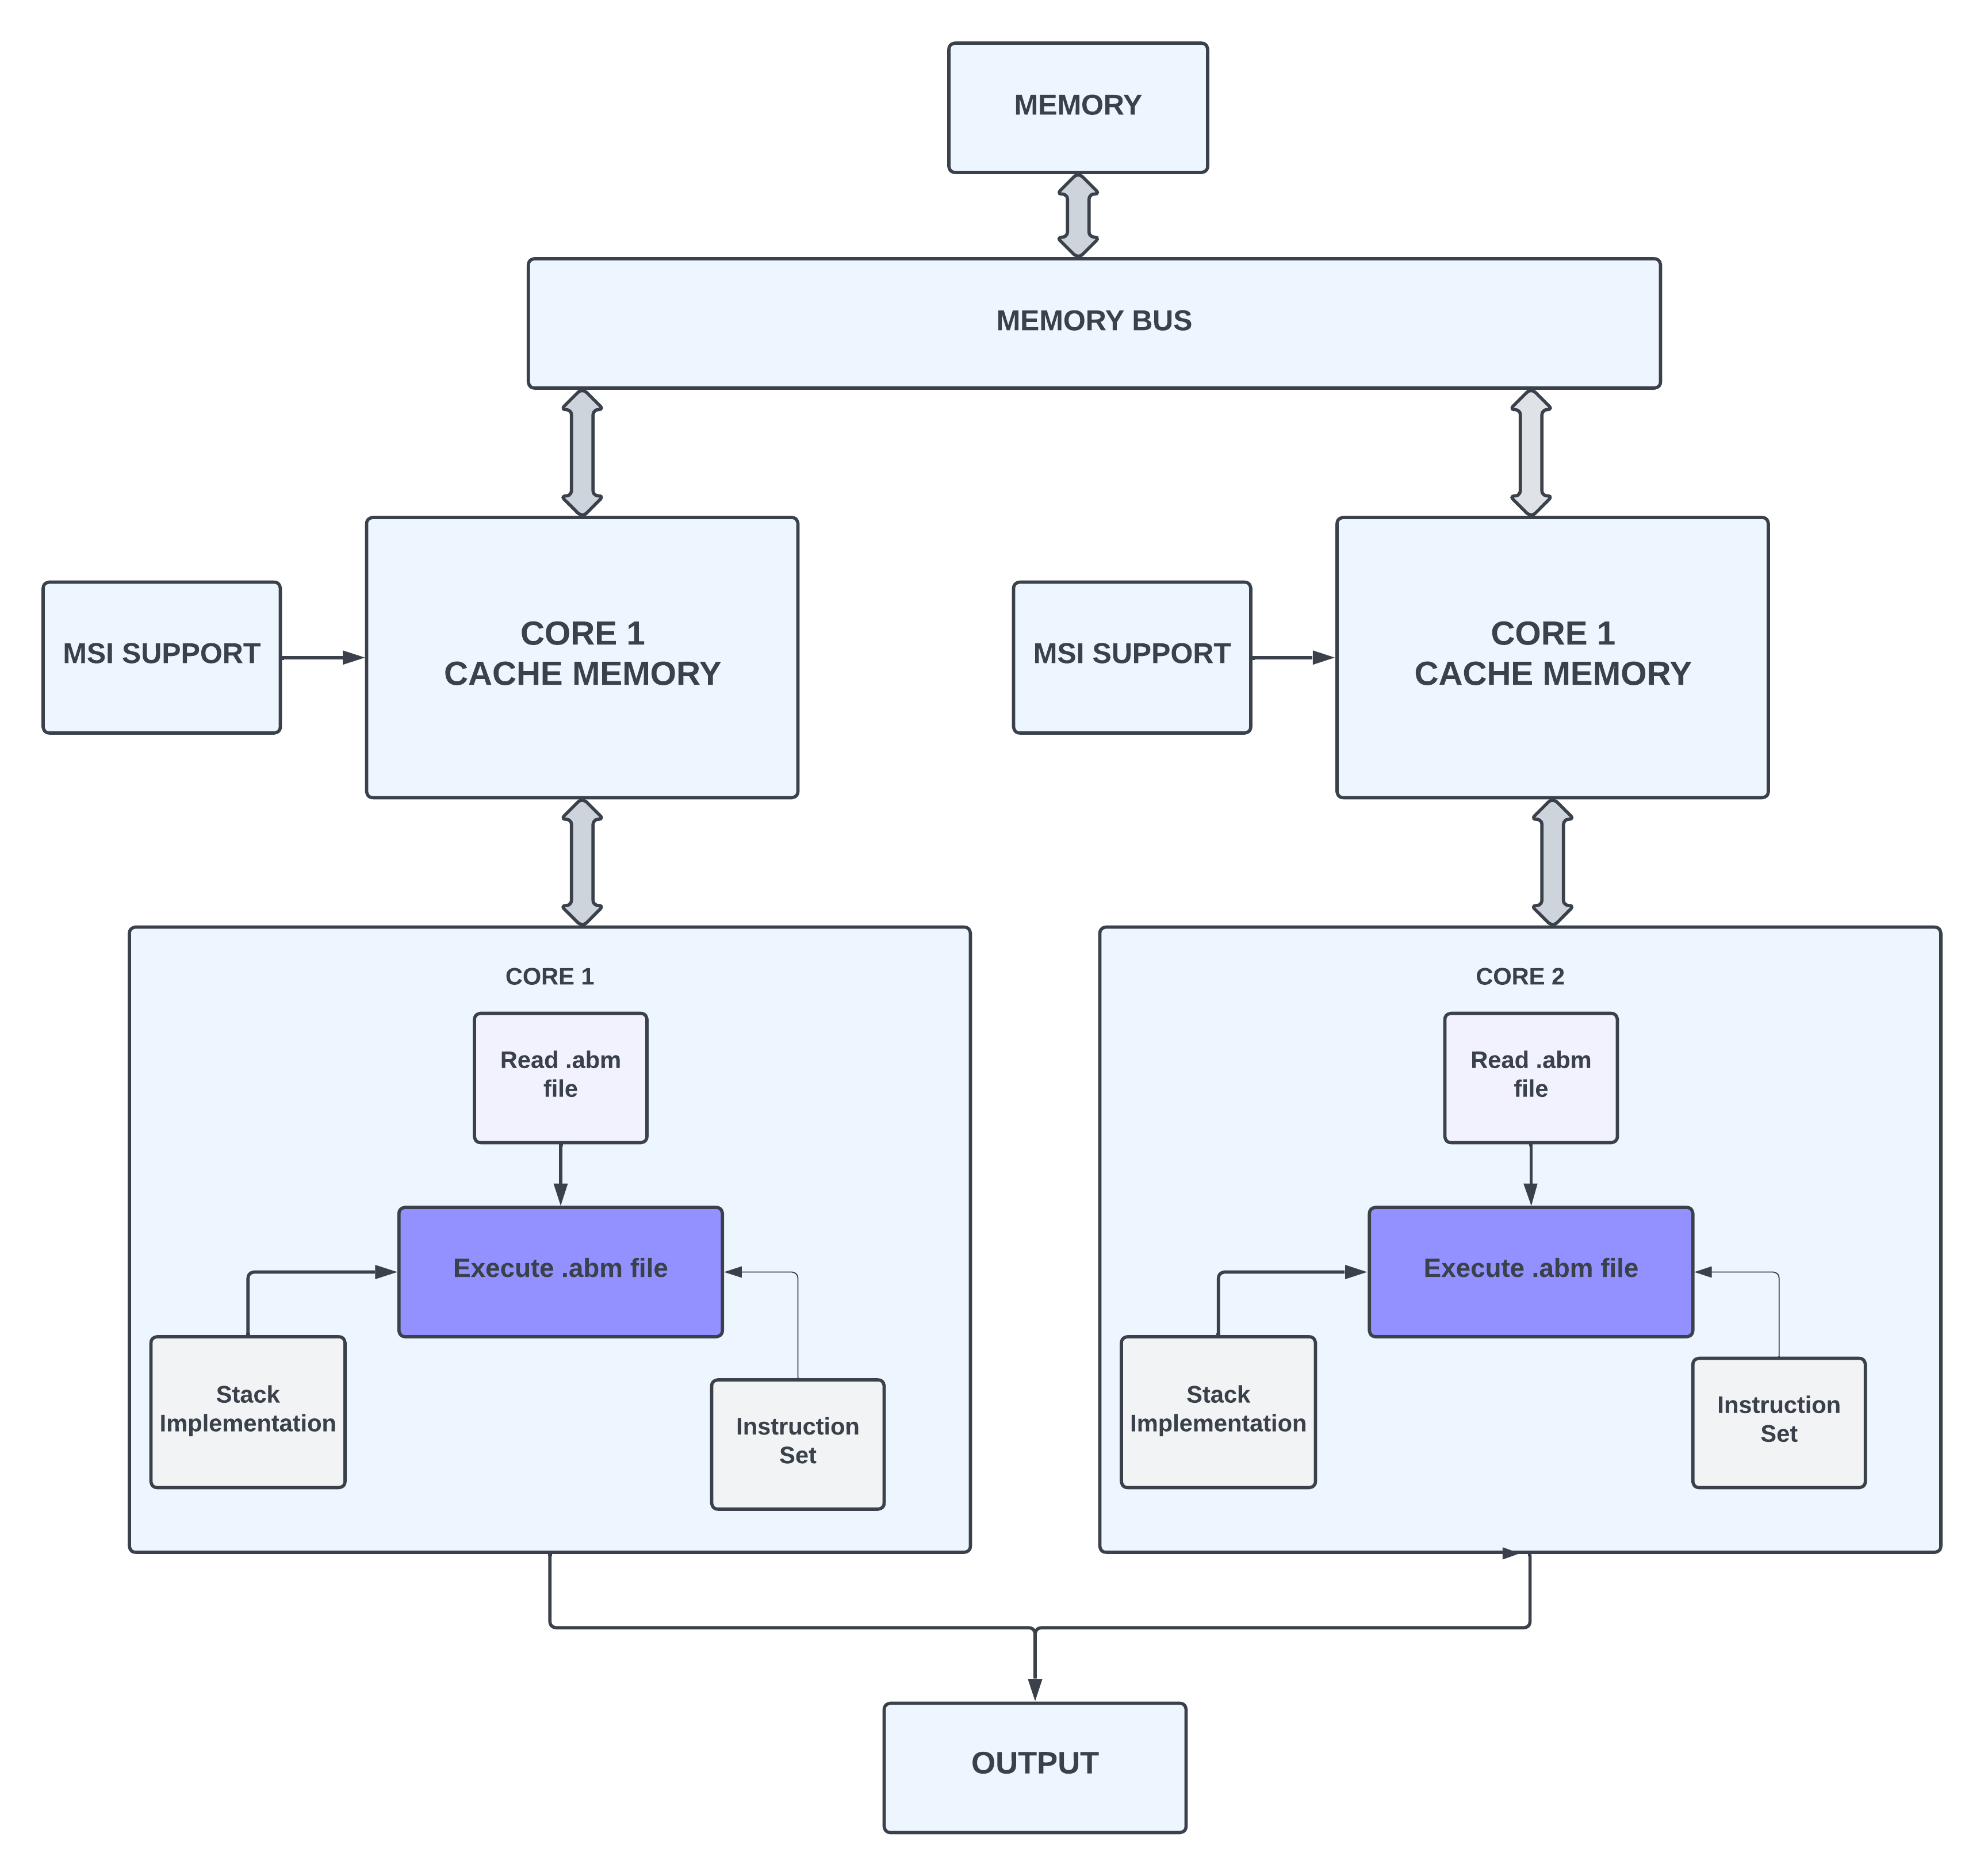 MEMORY
MEMORY BUS
MSI SUPPORT
CORE 1
CACHE MEMORY
MSI SUPPORT
CORE 1
CACHE MEMORY
CORE 1
Read .abm
file
Execute .abm file
Stack
Implementation
Instruction
Set
CORE 2
Read .abm
file
Execute .abm file
Stack
Implementation
Instruction
Set
OUTPUT